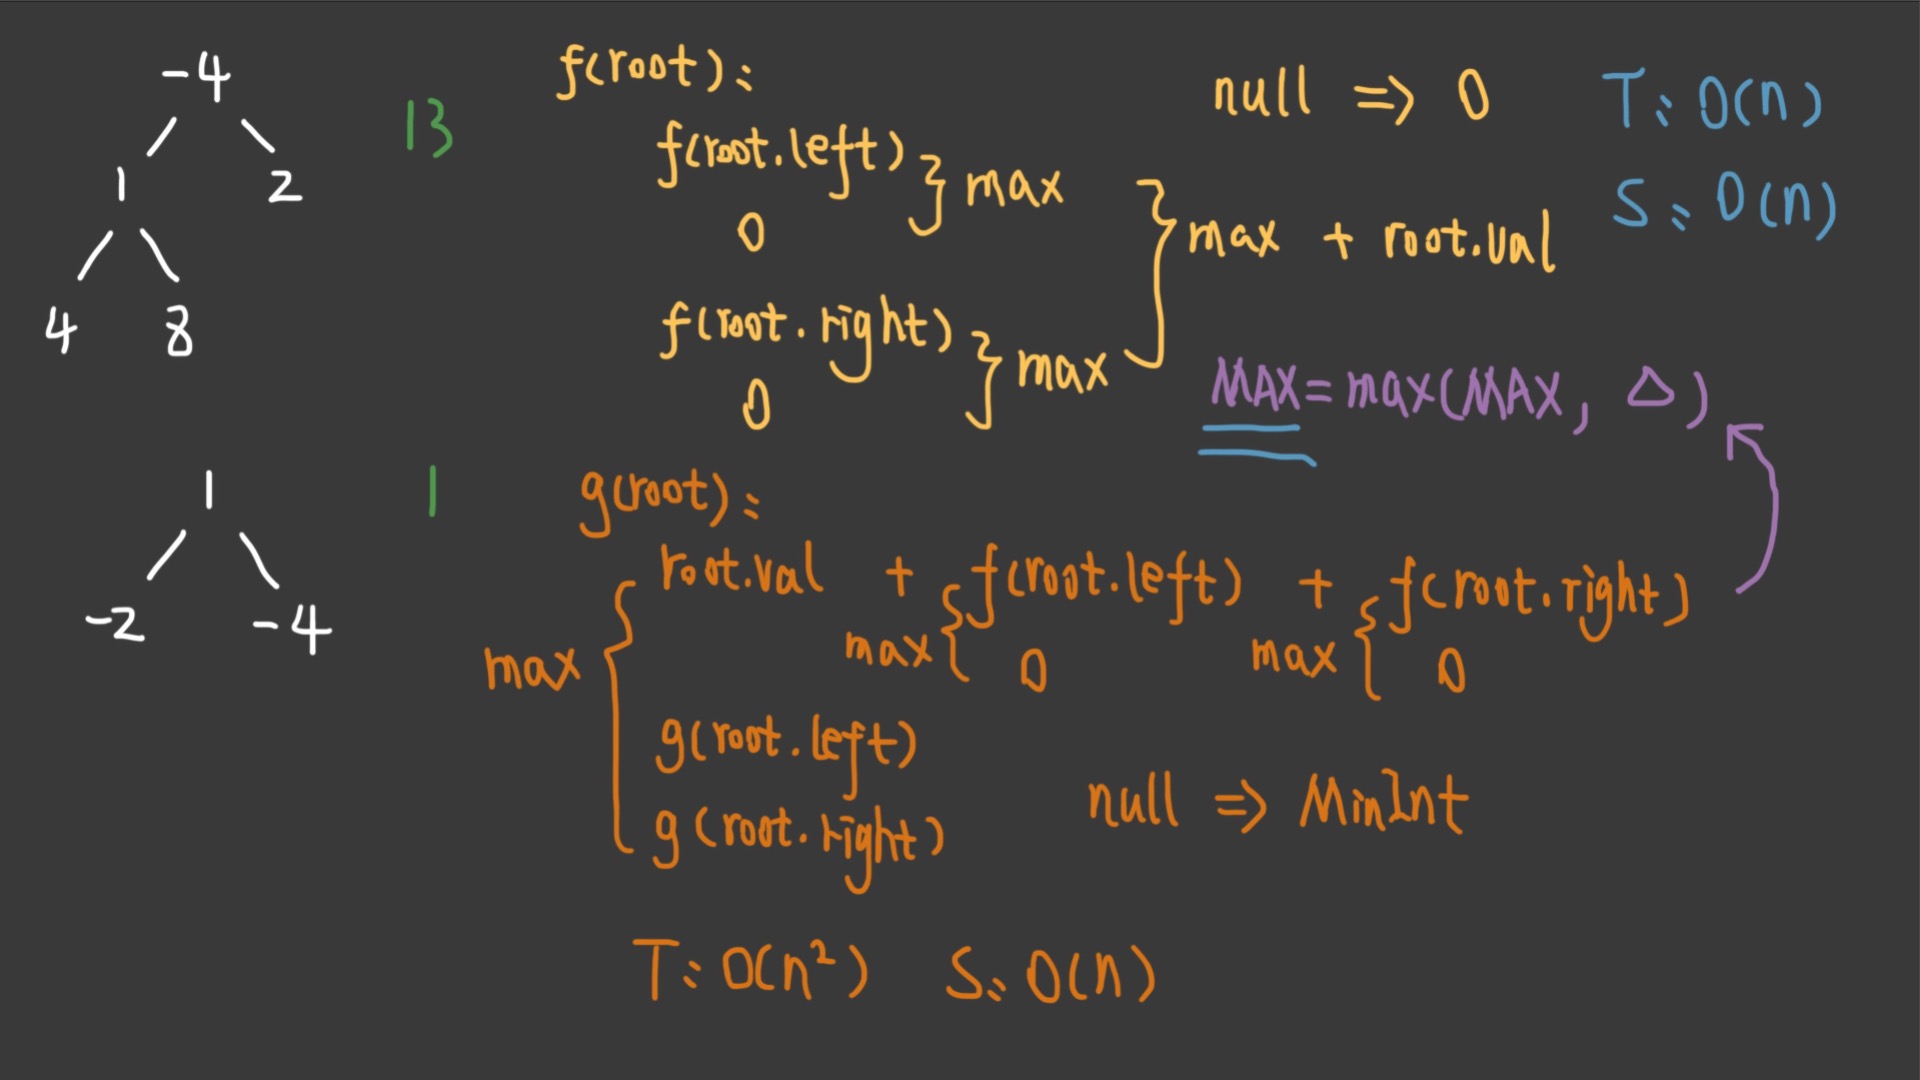 -4
1 2
4 8
13
f(root):
f(root.left) } max
0
f(root.right) } max
0
} max + root.val
null => 0
T: O(n)
S: O(n)
MAX = max(MAX, Δ)
1
-2 -4
1
g(root):
max { root.val + max { f(root.left) + max { f(root.right)
0 0
g(root.left)
g(root.right)
null => MinInt
T: O(n²) S: O(n)